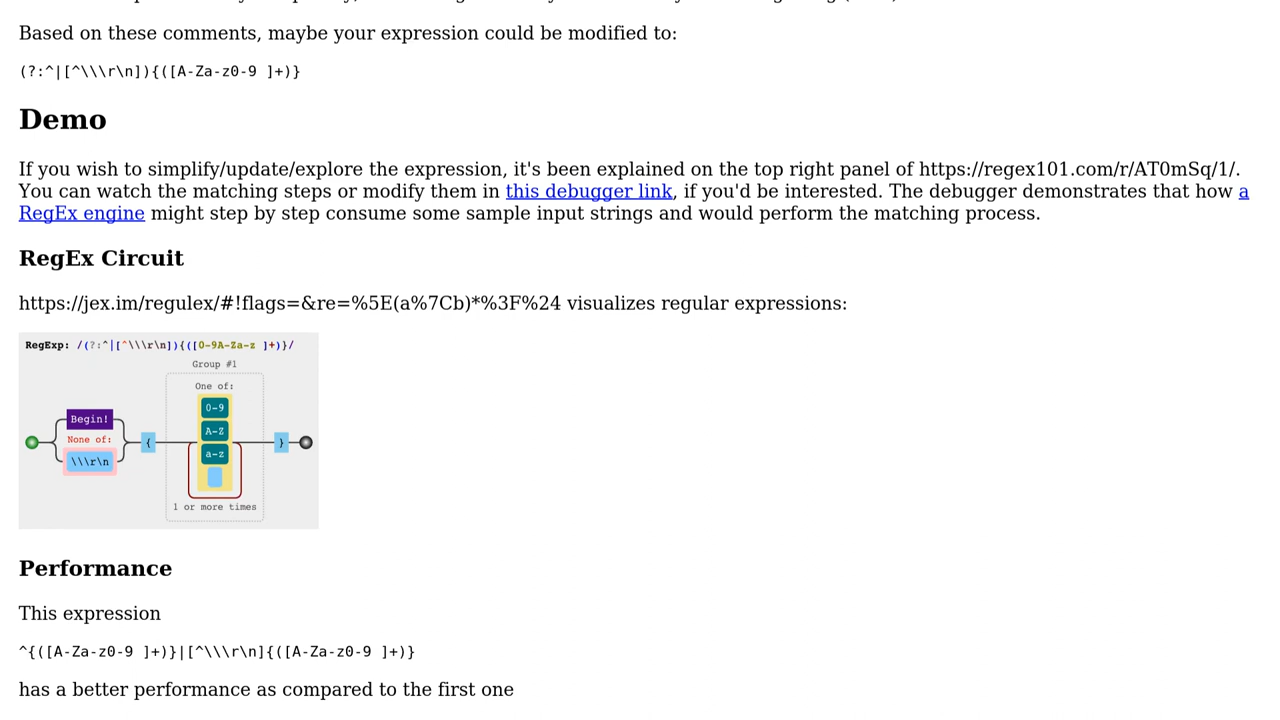 Based on these comments, maybe your expression could be modified to:
(?:^|[^\\\r\n]){([A-Za-z0-9 ]+)}
Demo
If you wish to simplify/update/explore the expression, it's been explained on the top right panel of https://regex101.com/r/AT0mSq/1/.
You can watch the matching steps or modify them in this debugger link, if you'd be interested. The debugger demonstrates that how a
RegEx engine might step by step consume some sample input strings and would perform the matching process.
RegEx Circuit
https://jex.im/regulex/#!flags=&re=%5E(a%7Cb)*%3F%24 visualizes regular expressions:
RegExp: /(?:^|[^\\\r\n]){([0-9A-Za-z ]+)}/
Group #1
One of:
0-9
Begin!
A-Z
None of:
{
}
a-z
\\\r\n
1 or more times
Performance
This expression
^{([A-Za-z0-9 ]+)}|[^\\\r\n]{([A-Za-z0-9 ]+)}
has a better performance as compared to the first one